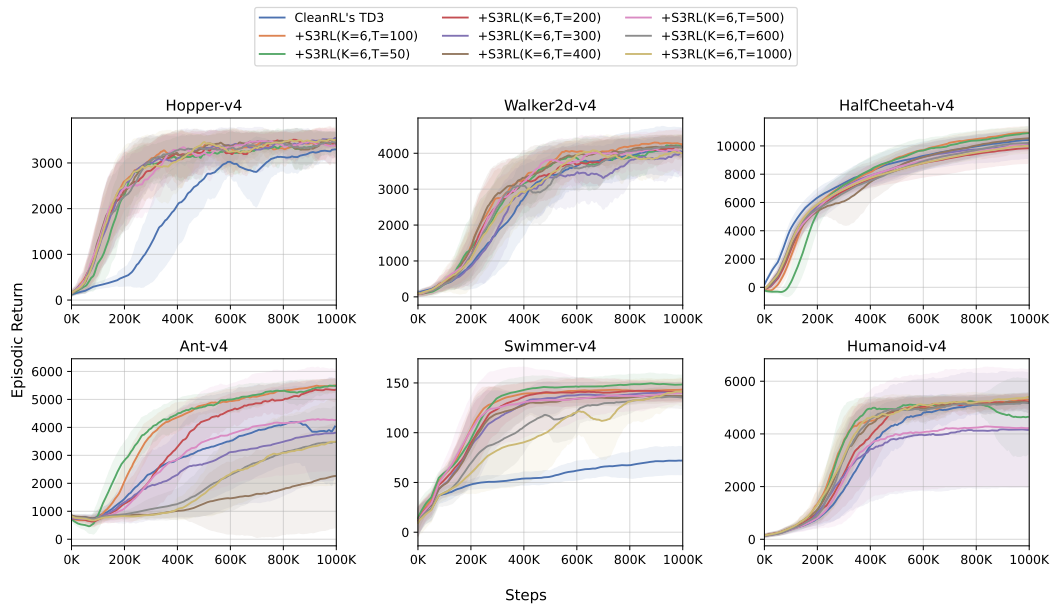 CleanRL's TD3 +S3RL(K=6,T=200) +S3RL(K=6,T=500)
+S3RL(K=6,T=100) +S3RL(K=6,T=300) +S3RL(K=6,T=600)
+S3RL(K=6,T=50) +S3RL(K=6,T=400) +S3RL(K=6,T=1000)
Hopper-v4 Walker2d-v4 HalfCheetah-v4
3000
2000
1000
0
0K 200K 400K 600K 800K 1000K
4000
3000
2000
1000
0
0K 200K 400K 600K 800K 1000K
10000
8000
6000
4000
2000
0
0K 200K 400K 600K 800K 1000K
Episodic Return
Ant-v4 Swimmer-v4 Humanoid-v4
6000
5000
4000
3000
2000
1000
0
0K 200K 400K 600K 800K 1000K
150
100
50
0
0K 200K 400K 600K 800K 1000K
6000
4000
2000
0
0K 200K 400K 600K 800K 1000K
Steps